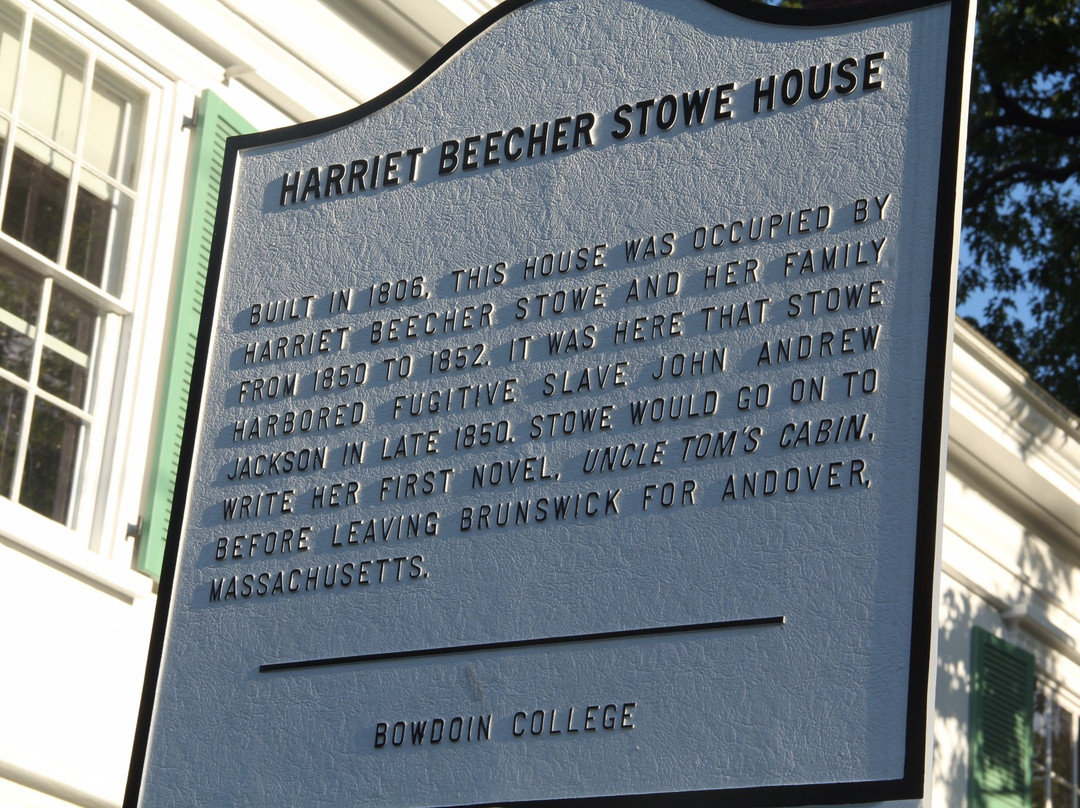 HARRIET BEECHER STOWE HOUSE
BUILT IN 1806, THIS HOUSE WAS OCCUPIED BY
HARRIET BEECHER STOWE AND HER FAMILY
FROM 1850 TO 1852. IT WAS HERE THAT STOWE
HARBORED FUGITIVE SLAVE JOHN ANDREW
JACKSON IN LATE 1850. STOWE WOULD GO ON TO
WRITE HER FIRST NOVEL, UNCLE TOM'S CABIN,
BEFORE LEAVING BRUNSWICK FOR ANDOVER,
MASSACHUSETTS.
BOWDOIN COLLEGE